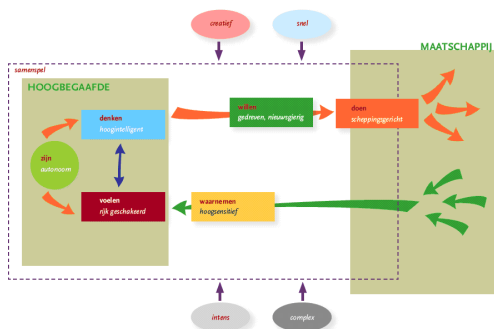 creatief
snel
MAATSCHAPPIJ
samenspel
HOOGBEGAAFDE
willen
gedreven, nieuwsgierig
doen
scheppingsgericht
denken
hoogintelligent
zijn
autonoom
voelen
rijk geschakeerd
waarnemen
hoogsensitief
intens
complex